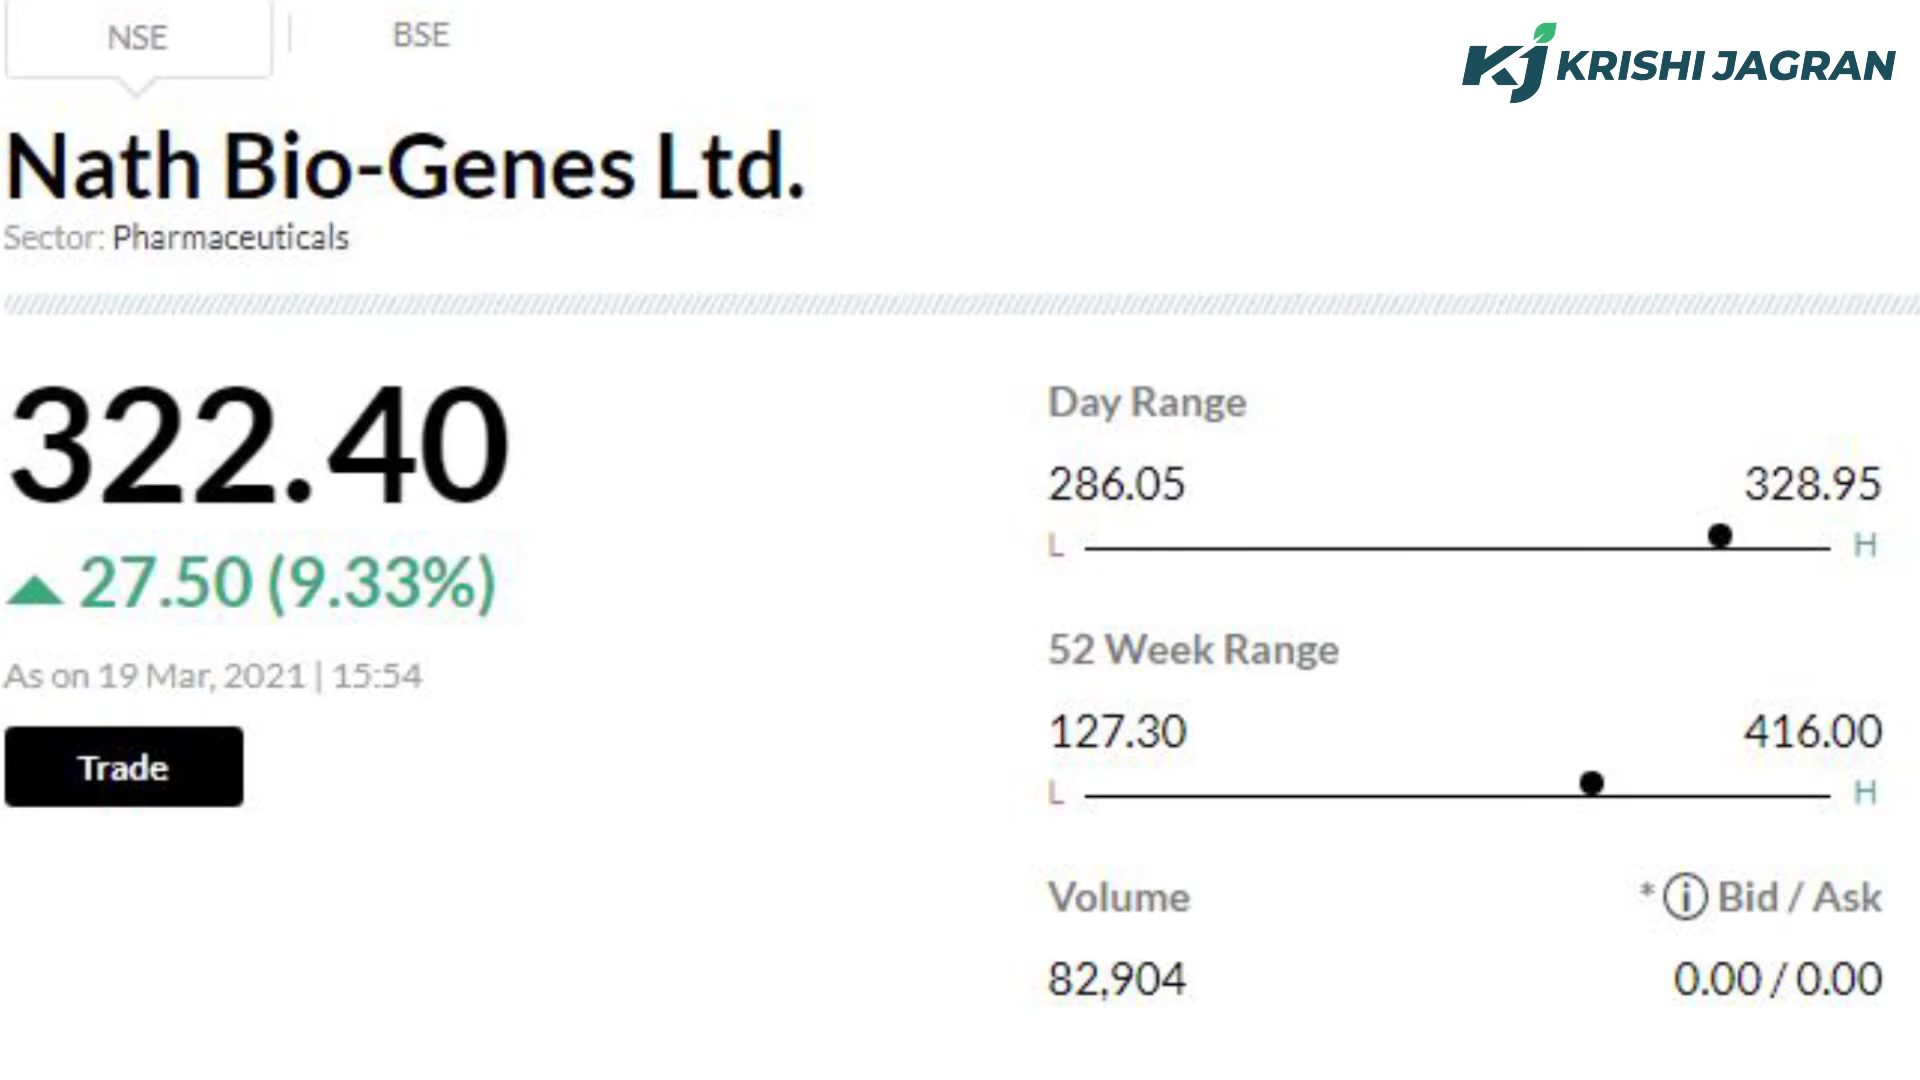 NSE BSE
KJ KRISHI JAGRAN
Nath Bio-Genes Ltd.
Sector: Pharmaceuticals
322.40
27.50 (9.33%)
As on 19 Mar, 2021 | 15:54
Trade
Day Range
286.05 328.95
L H
52 Week Range
127.30 416.00
L H
Volume * i Bid / Ask
82,904 0.00 / 0.00